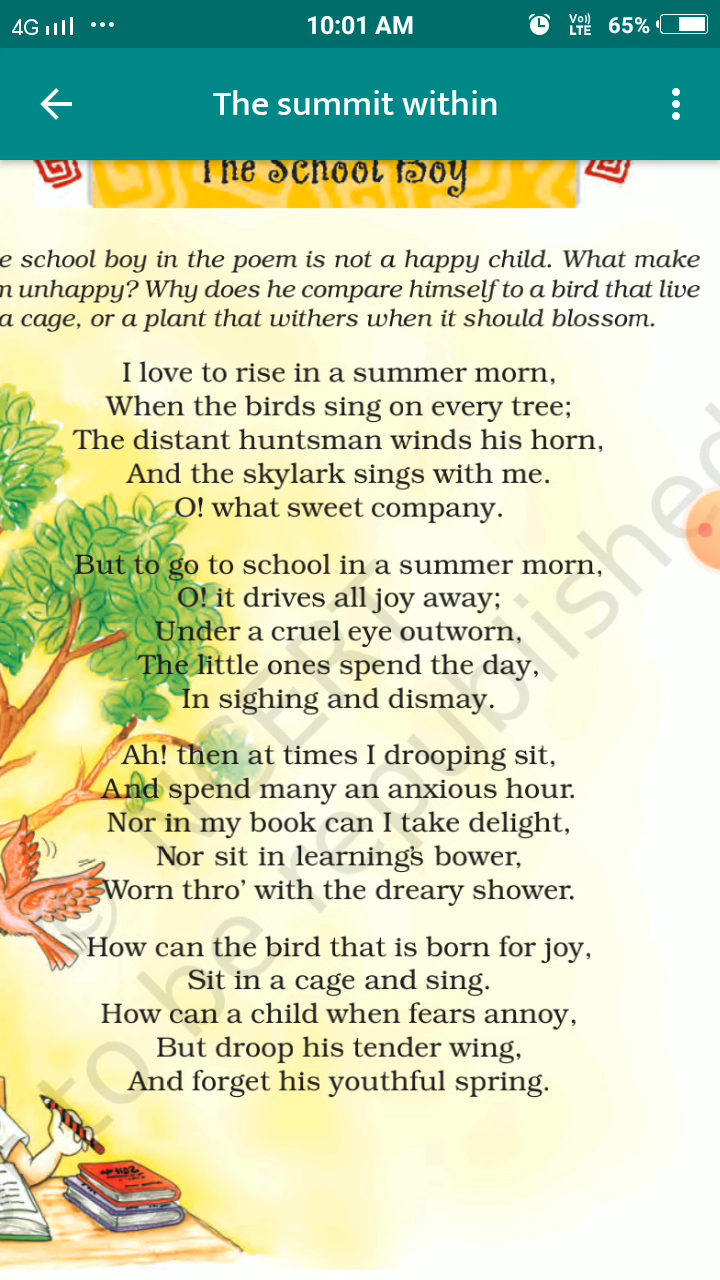 4G ... 10:01 AM Vo)) LTE 65%
The summit within
The School Boy
e school boy in the poem is not a happy child. What make
n unhappy? Why does he compare himself to a bird that live
a cage, or a plant that withers when it should blossom.
I love to rise in a summer morn,
When the birds sing on every tree;
The distant huntsman winds his horn,
And the skylark sings with me.
O! what sweet company.
But to go to school in a summer morn,
O! it drives all joy away;
Under a cruel eye outworn,
The little ones spend the day,
In sighing and dismay.
Ah! then at times I drooping sit,
And spend many an anxious hour.
Nor in my book can I take delight,
Nor sit in learning's bower,
Worn thro' with the dreary shower.
How can the bird that is born for joy,
Sit in a cage and sing.
How can a child when fears annoy,
But droop his tender wing,
And forget his youthful spring.
© NCERT
to be republished